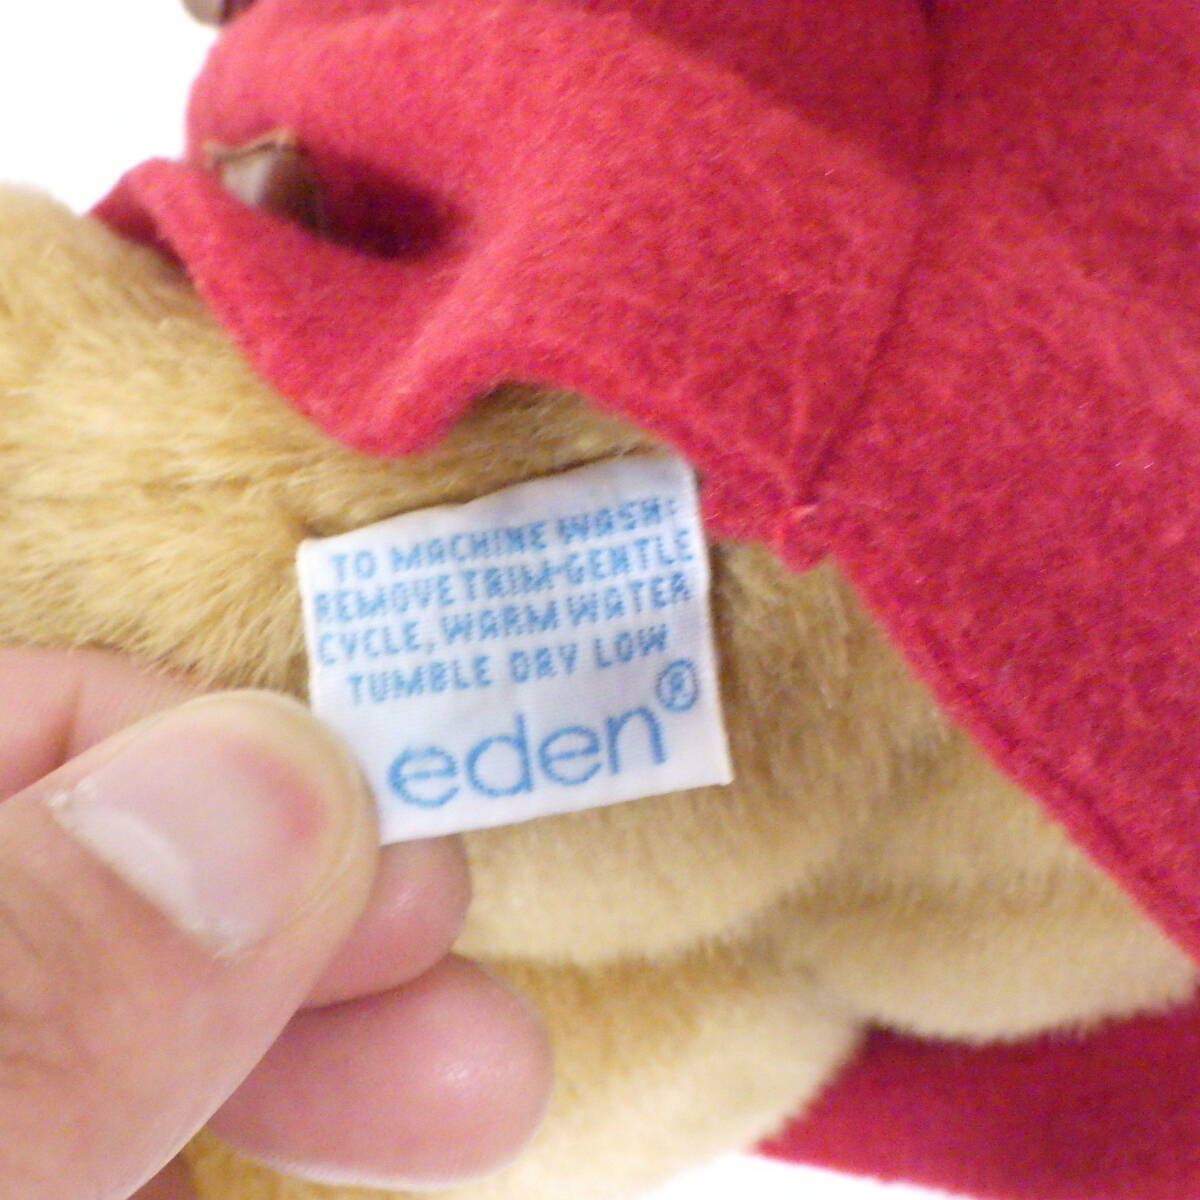 TO MACHINE WASH:
REMOVE TRIM-GENTLE
CYCLE, WARM WATER
TUMBLE DRY LOW
eden®